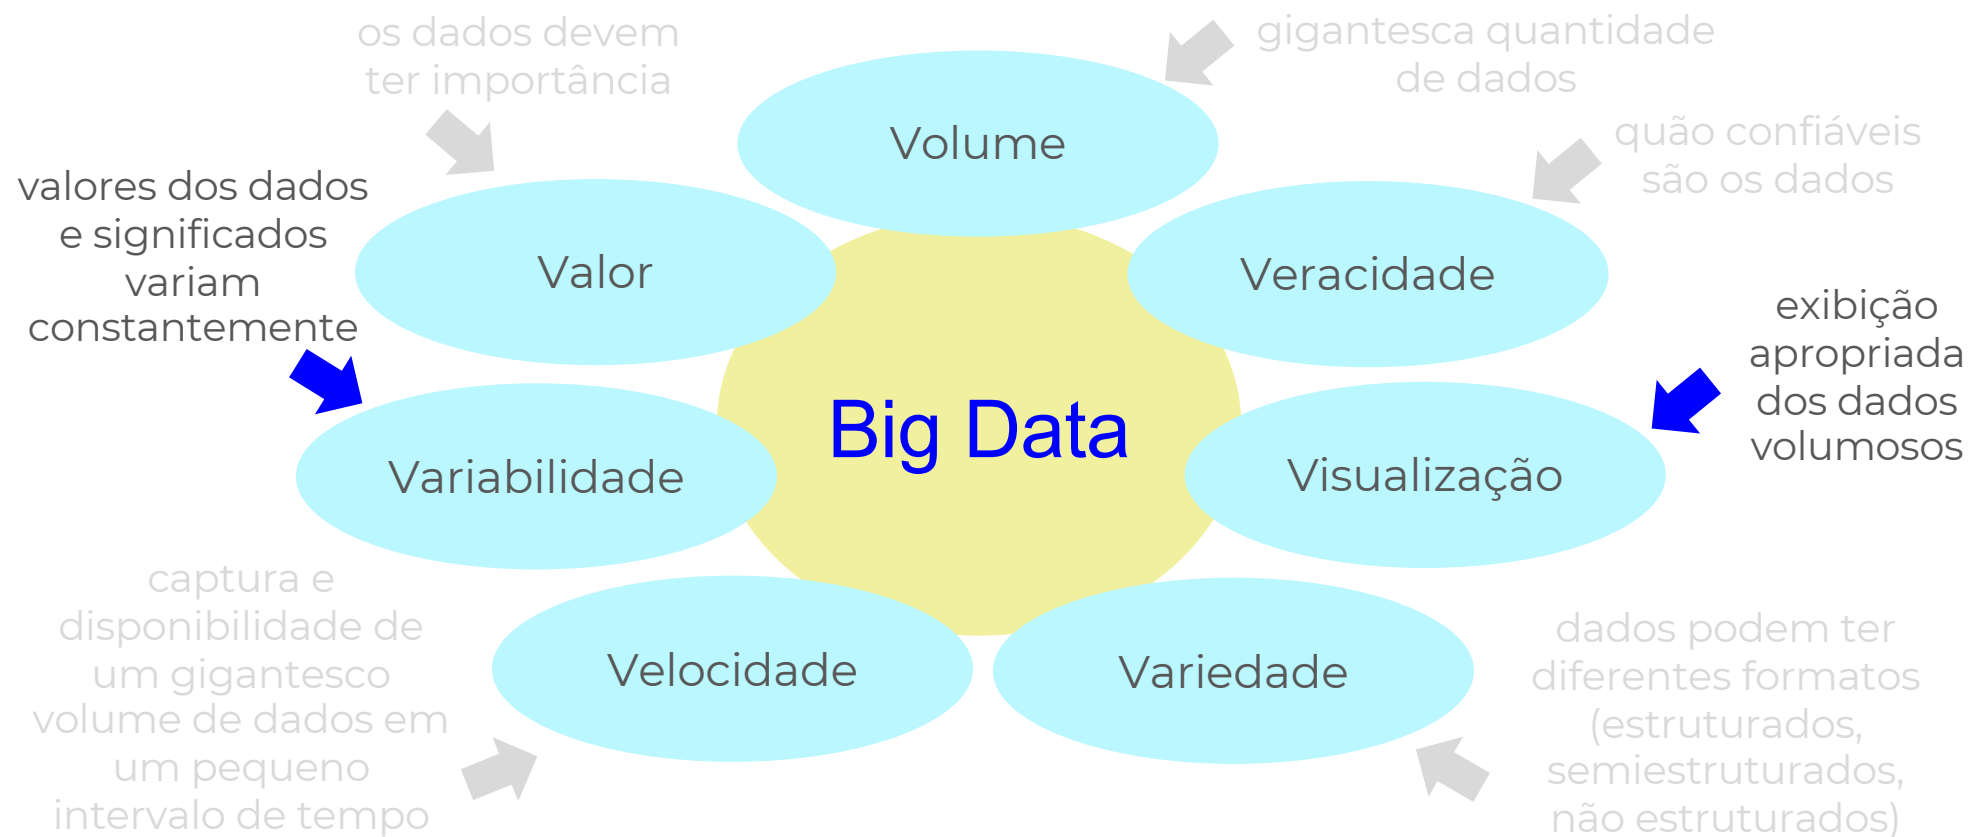 os dados devem
ter importância
gigantesca quantidade
de dados
Volume
quão confiáveis
são os dados
valores dos dados
e significados
variam
constantemente
Valor
Veracidade
exibição
apropriada
dos dados
volumosos
Big Data
Variabilidade
Visualização
captura e
disponibilidade de
um gigantesco
volume de dados em
um pequeno
intervalo de tempo
Velocidade
Variedade
dados podem ter
diferentes formatos
(estruturados,
semiestruturados,
não estruturados)